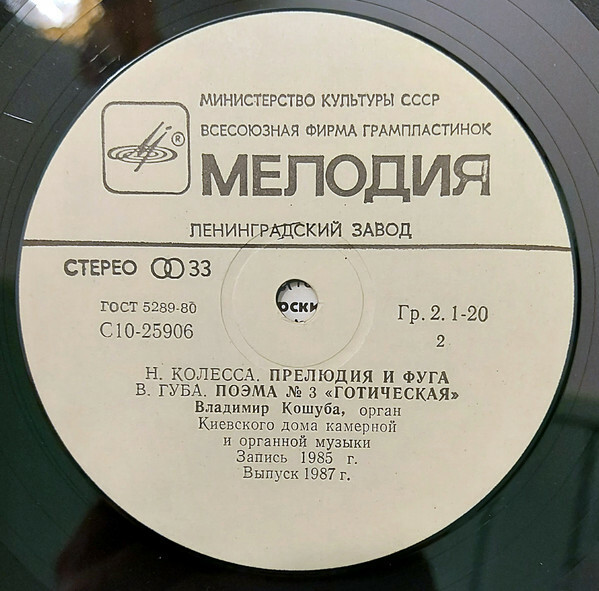 МИНИСТЕРСТВО КУЛЬТУРЫ СССР
ВСЕСОЮЗНАЯ ФИРМА ГРАМПЛАСТИНОК
®
МЕЛОДИЯ
ЛЕНИНГРАДСКИЙ ЗАВОД
СТЕРЕО 33
ГОСТ 5289-80
С10-25906
Гр. 2. 1-20
2
Н. КОЛЕССА. ПРЕЛЮДИЯ И ФУГА
В. ГУБА. ПОЭМА № 3 «ГОТИЧЕСКАЯ»
Владимир Кошуба, орган
Киевского дома камерной
и органной музыки
Запись 1985 г.
Выпуск 1987 г.